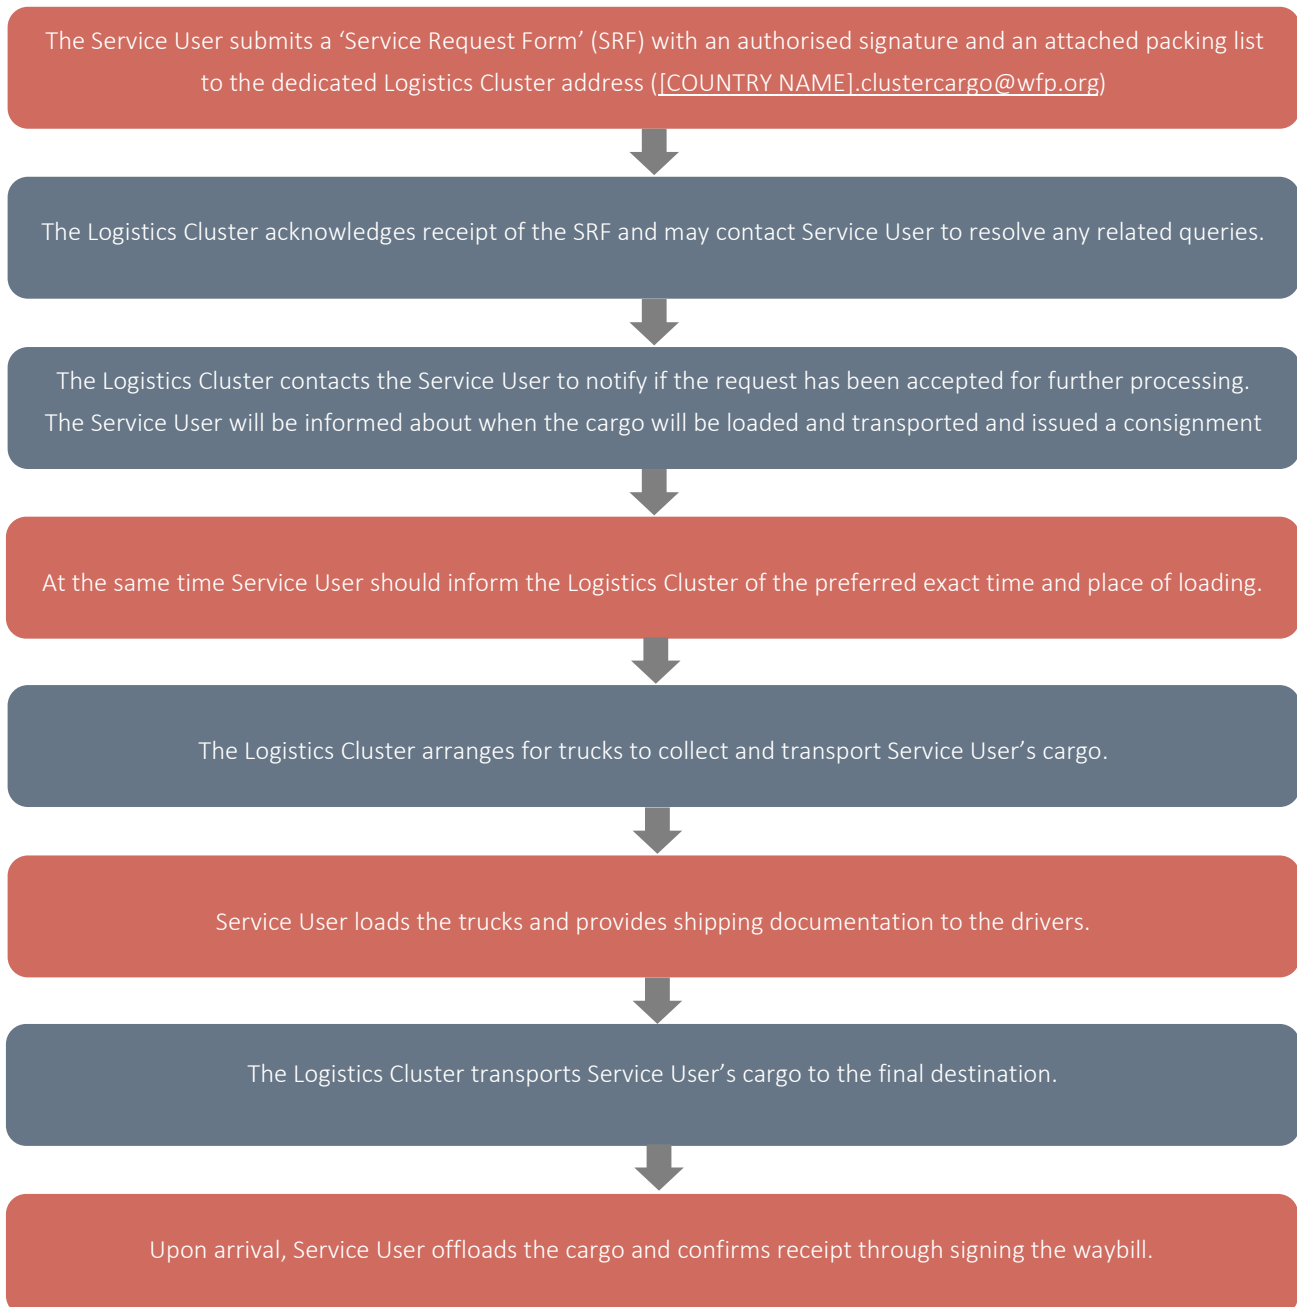 The Service User submits a ‘Service Request Form’ (SRF) with an authorised signature and an attached packing list
to the dedicated Logistics Cluster address ([COUNTRY NAME].clustercargo@wfp.org)
The Logistics Cluster acknowledges receipt of the SRF and may contact Service User to resolve any related queries.
The Logistics Cluster contacts the Service User to notify if the request has been accepted for further processing.
The Service User will be informed about when the cargo will be loaded and transported and issued a consignment
At the same time Service User should inform the Logistics Cluster of the preferred exact time and place of loading.
The Logistics Cluster arranges for trucks to collect and transport Service User’s cargo.
Service User loads the trucks and provides shipping documentation to the drivers.
The Logistics Cluster transports Service User’s cargo to the final destination.
Upon arrival, Service User offloads the cargo and confirms receipt through signing the waybill.